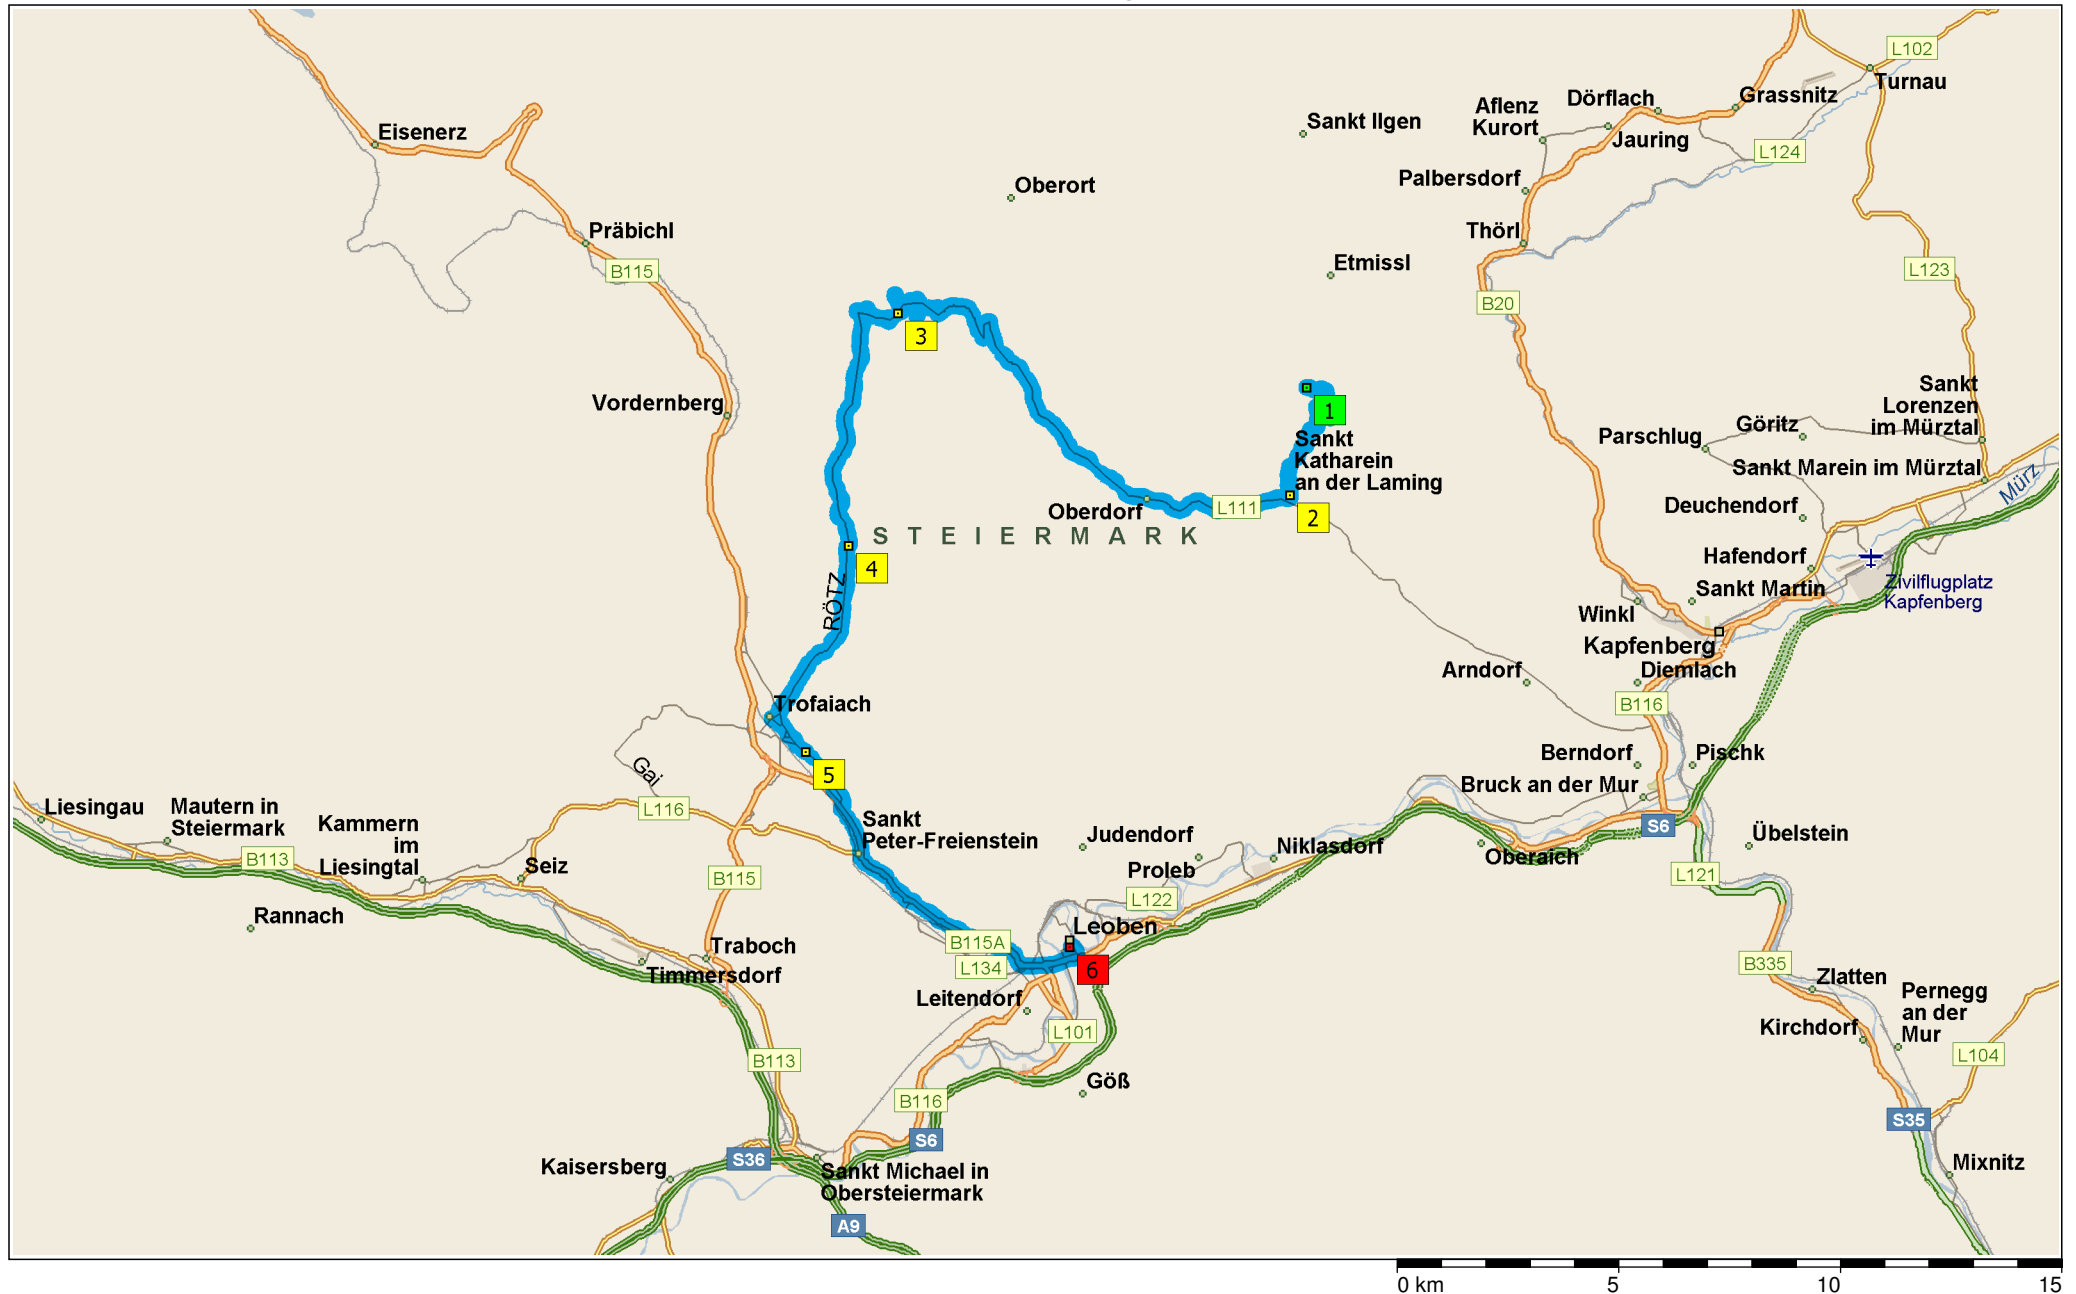 L102
Turnau
Grassnitz
Dörflach
Aflenz
Kurort
Jauring
L124
Sankt Ilgen
Eisenerz
Palbersdorf
Oberort
Präbichl
Thörl
B115
Etmissl
L123
B20
3
Vordernberg
1
Sankt
Lorenzen
im Mürztal
Göritz
Parschlug
Sankt
Katharein
an der Laming
Sankt Marein im Mürztal
Mürz
Deuchendorf
L111
Oberdorf
2
STEIERMARK
Hafendorf
4
Zivilflugplatz
Kapfenberg
Sankt Martin
RÖTZ
Winkl
Kapfenberg
Diemlach
Arndorf
Trofaiach
B116
Berndorf
Pischk
Gai
5
Bruck an der Mur
Liesingau
Mautern in
Steiermark
L116
Kammern
im
Liesingtal
Sankt
Peter-Freienstein
S6
Judendorf
Niklasdorf
Übelstein
Oberaich
B113
Seiz
Proleb
B115
L121
L122
Rannach
Leoben
Traboch
B115A
L134
6
Timmersdorf
B335
Zlatten
Leitendorf
Pernegg
an der
Mur
Kirchdorf
L101
B113
L104
Göß
B116
S35
S6
Kaisersberg
S36
Sankt Michael in
Obersteiermark
Mixnitz
A9
0 km 5 10 15